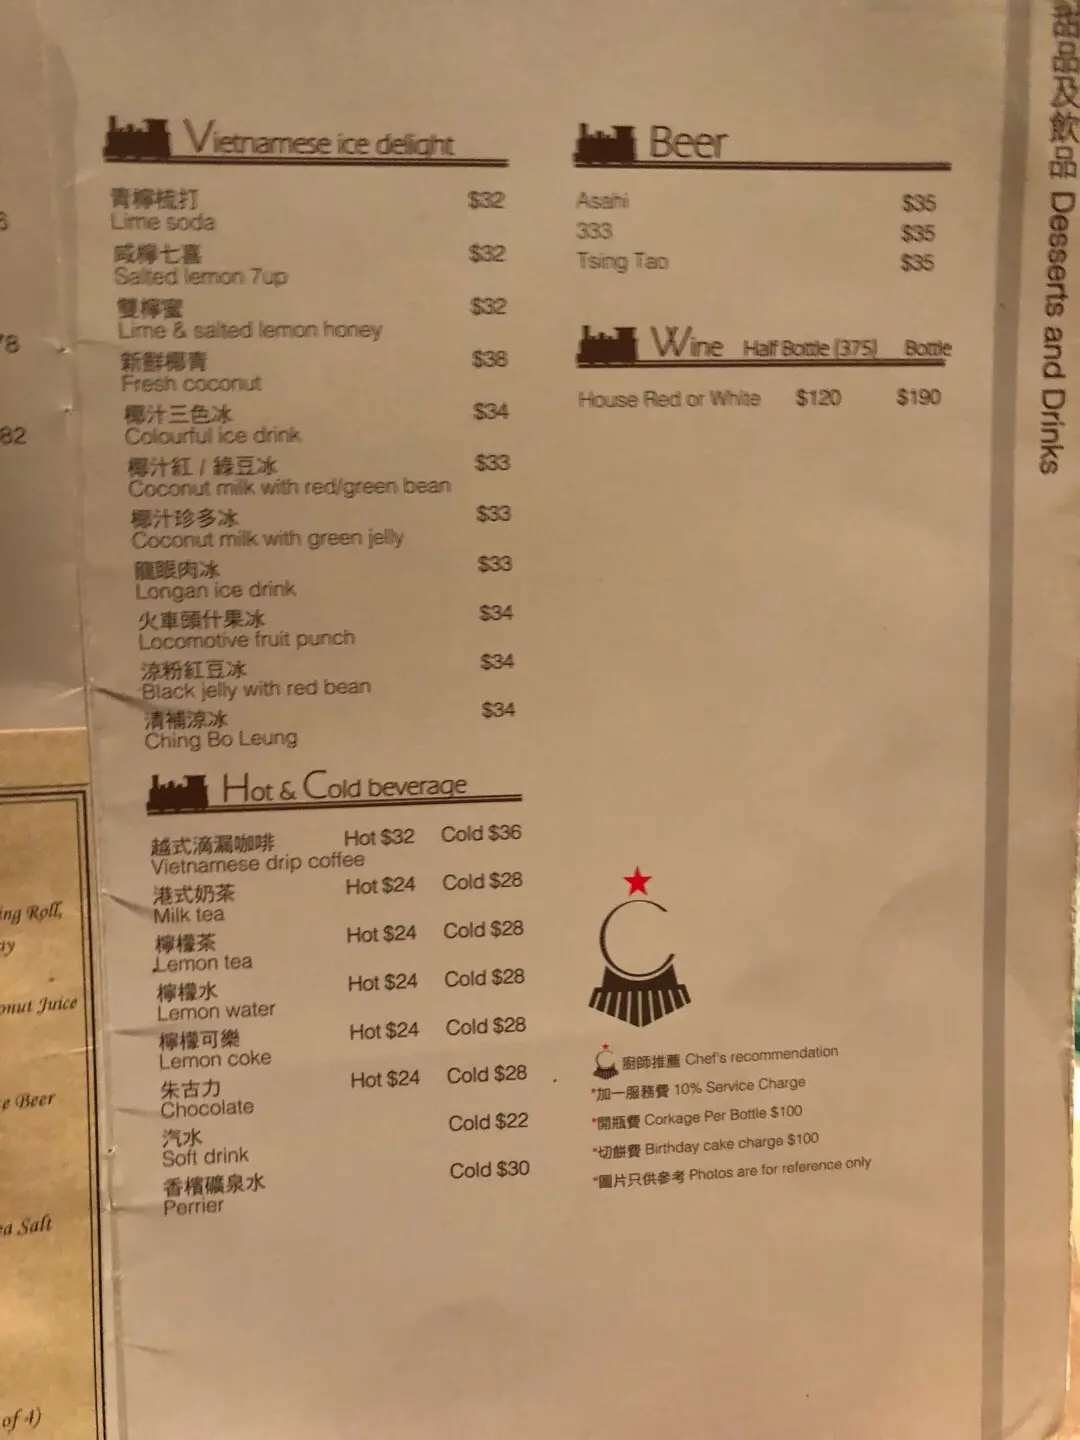 Vietnamese ice delight
青檸梳打 $32
Lime soda
咸檸七喜 $32
Salted lemon 7up
雙檸蜜 $32
Lime & salted lemon honey
新鮮椰青 $38
Fresh coconut
椰汁三色冰 $34
Colourful ice drink
椰汁紅 / 綠豆冰 $33
Coconut milk with red/green bean
椰汁珍多冰 $33
Coconut milk with green jelly
龍眼肉冰 $33
Longan ice drink
火車頭什果冰 $34
Locomotive fruit punch
涼粉紅豆冰 $34
Black jelly with red bean
清補涼冰 $34
Ching Bo Leung
Hot & Cold beverage
越式滴漏咖啡 Hot $32 Cold $36
Vietnamese drip coffee
港式奶茶 Hot $24 Cold $28
Milk tea
檸檬茶 Hot $24 Cold $28
Lemon tea
檸檬水 Hot $24 Cold $28
Lemon water
檸檬可樂 Hot $24 Cold $28
Lemon coke
朱古力 Hot $24 Cold $28
Chocolate
汽水 Cold $22
Soft drink
香檳礦泉水 Cold $30
Perrier
Beer
Asahi $35
333 $35
Tsing Tao $35
Wine Half Bottle (375) Bottle
House Red or White $120 $190
C
廚師推薦 Chef's recommendation
*加一服務費 10% Service Charge
*開瓶費 Corkage Per Bottle $100
*切餅費 Birthday cake charge $100
*圖片只供參考 Photos are for reference only
甜品及飲品 Desserts and Drinks
82
Roll,
Juice
Beer
Salt
of 4)